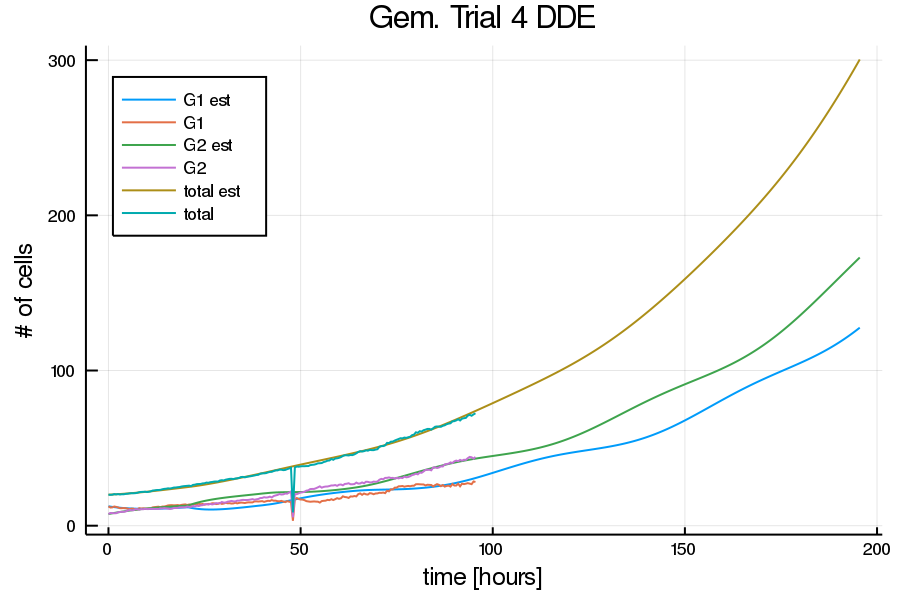 Gem. Trial 4 DDE
300
200
100
0
# of cells
G1 est
G1
G2 est
G2
total est
total
0
50
100
150
200
time [hours]